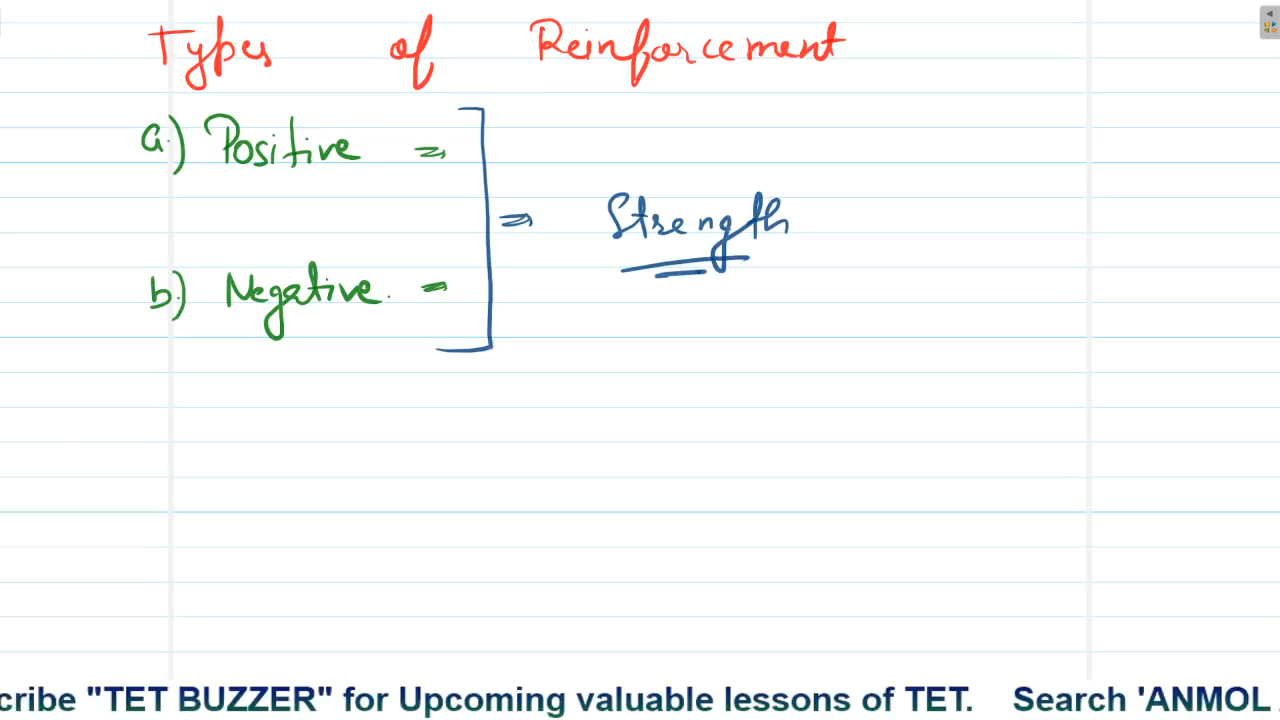 Types of Reinforcement
a.) Positive ⇒
⇒ Strength
b.) Negative. ⇒
cribe "TET BUZZER" for Upcoming valuable lessons of TET. Search 'ANMOL